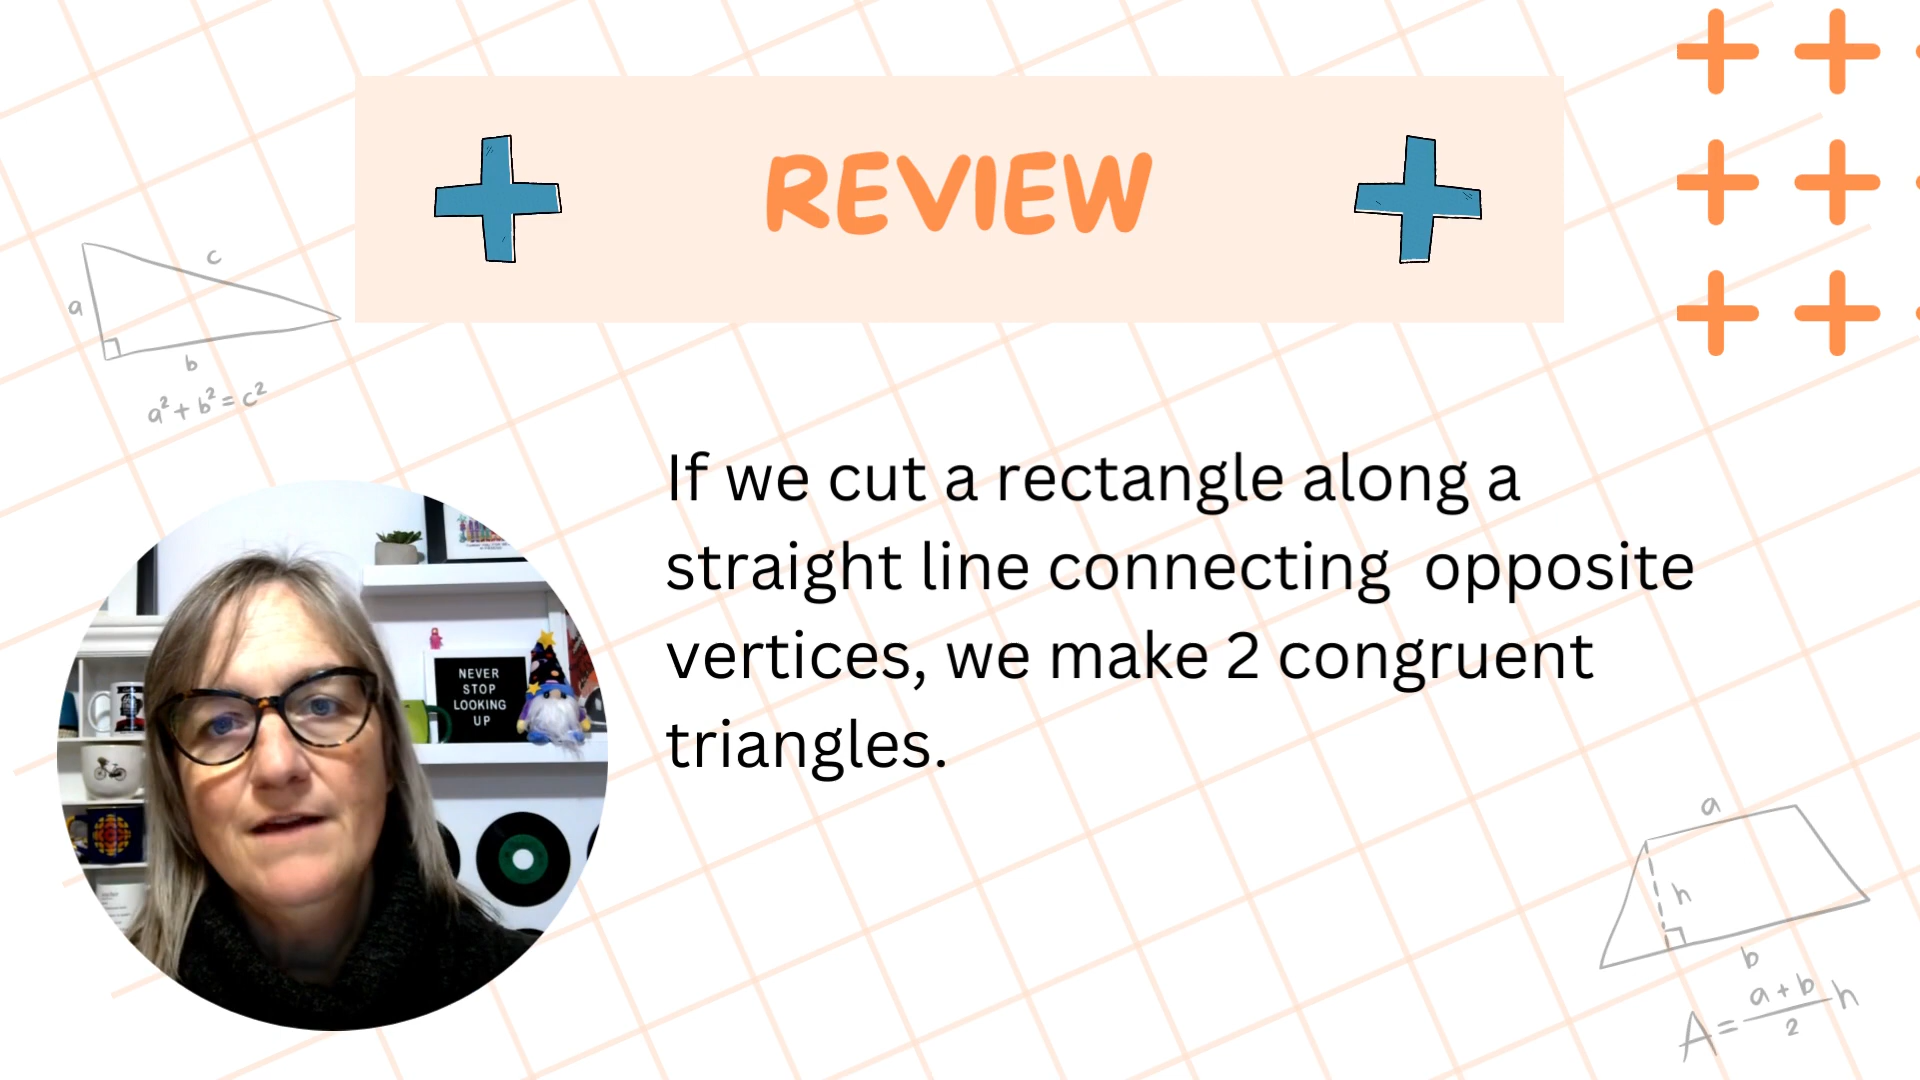 REVIEW
c
a
b
a² + b² = c²
If we cut a rectangle along a
straight line connecting  opposite
vertices, we make 2 congruent
triangles.
NEVER
STOP
LOOKING
UP
a
h
b
A = a + b / 2 h